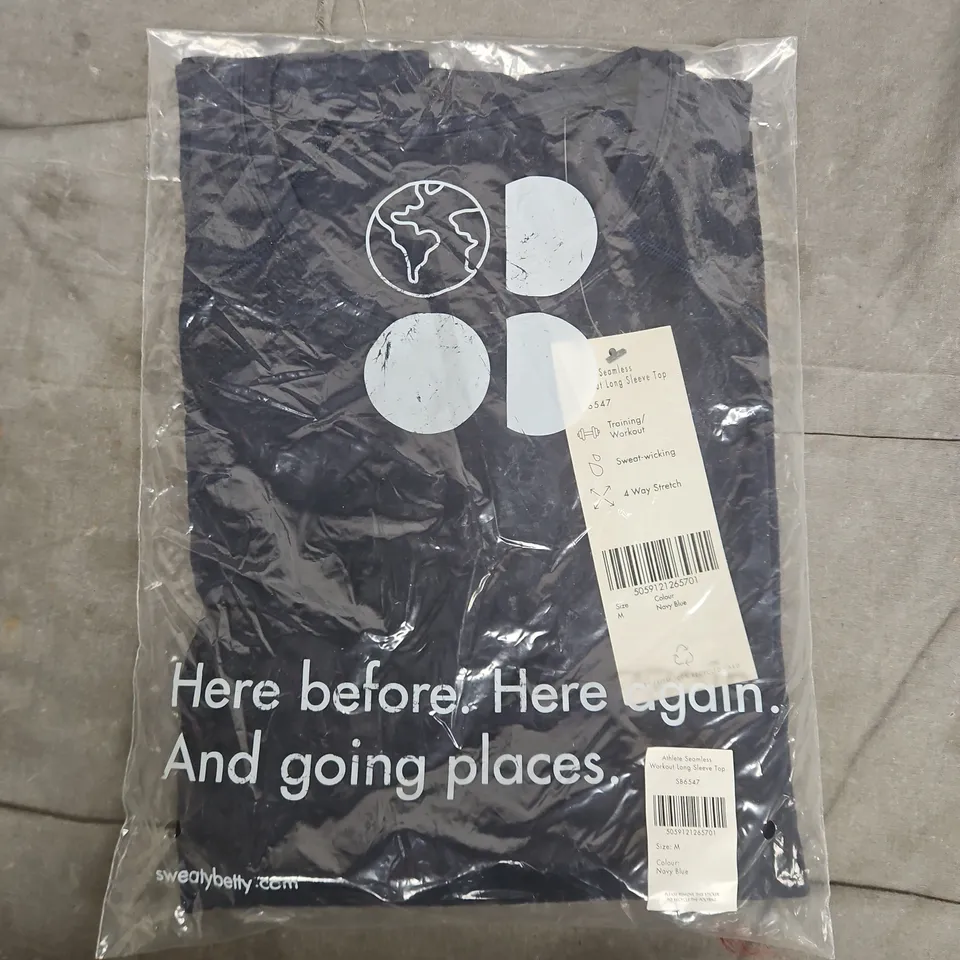 Seamless
Long Sleeve Top
6547
Training/
Workout
Sweat-wicking
4 Way Stretch
5059121265701
Size
M
Colour
Navy Blue
Here before. Here again.
And going places.
sweatybetty.com
Athlete Seamless
Workout Long Sleeve Top
SB6547
5059121265701
Size: M
Colour:
Navy Blue